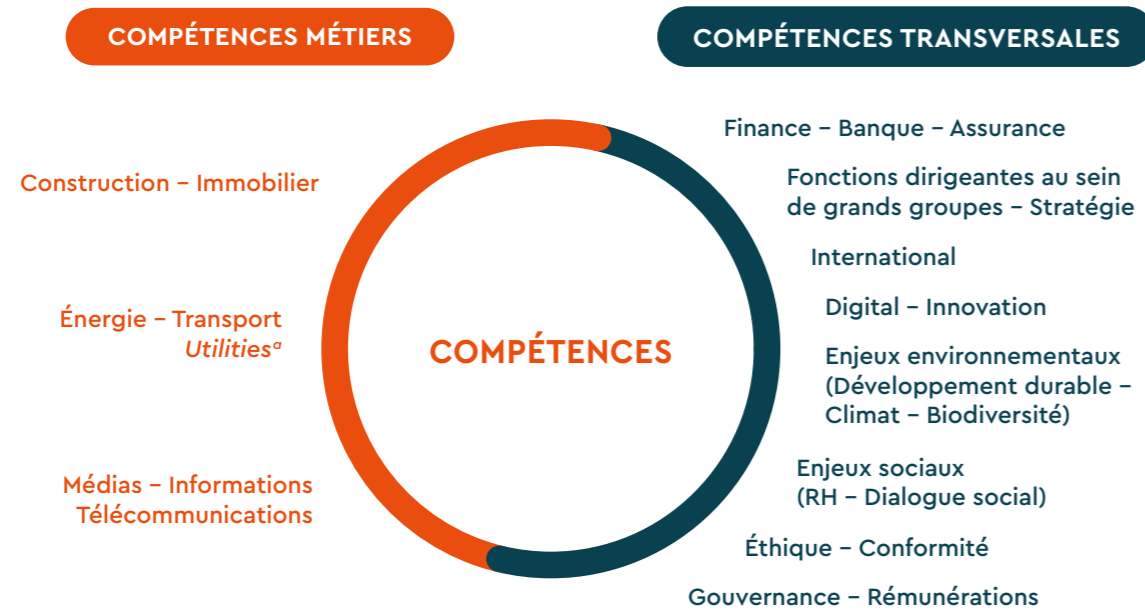 COMPÉTENCES MÉTIERS
Construction – Immobilier
Énergie – Transport
Utilitiesᵃ
Médias – Informations
Télécommunications
COMPÉTENCES
COMPÉTENCES TRANSVERSALES
Finance – Banque – Assurance
Fonctions dirigeantes au sein
de grands groupes – Stratégie
International
Digital – Innovation
Enjeux environnementaux
(Développement durable –
Climat – Biodiversité)
Enjeux sociaux
(RH – Dialogue social)
Éthique – Conformité
Gouvernance – Rémunérations